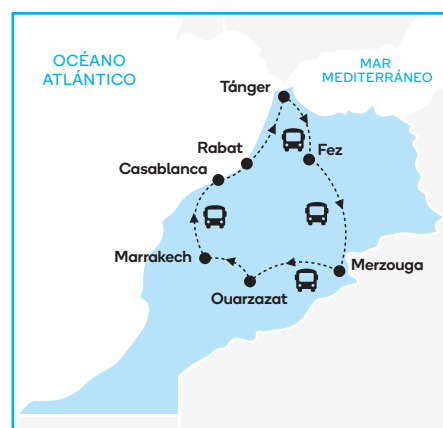 OCÉANO
ATLÁNTICO
MAR
MEDITERRÁNEO
Tánger
Rabat
Fez
Casablanca
Marrakech
Merzouga
Ouarzazat